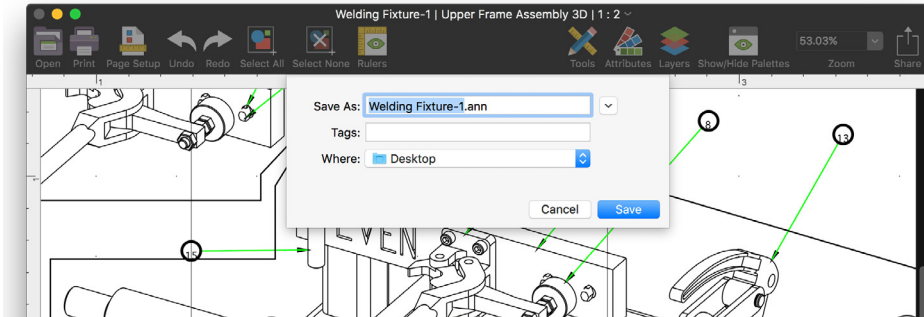 Welding Fixture-1 | Upper Frame Assembly 3D | 1 : 2
Open Print Page Setup Undo Redo Select All Select None Rulers Tools Attributes Layers Show/Hide Palettes 53.03% Zoom Share
1 3
Save As: Welding Fixture-1.ann
Tags:
Where: Desktop
Cancel Save
8
13
15
EVEN